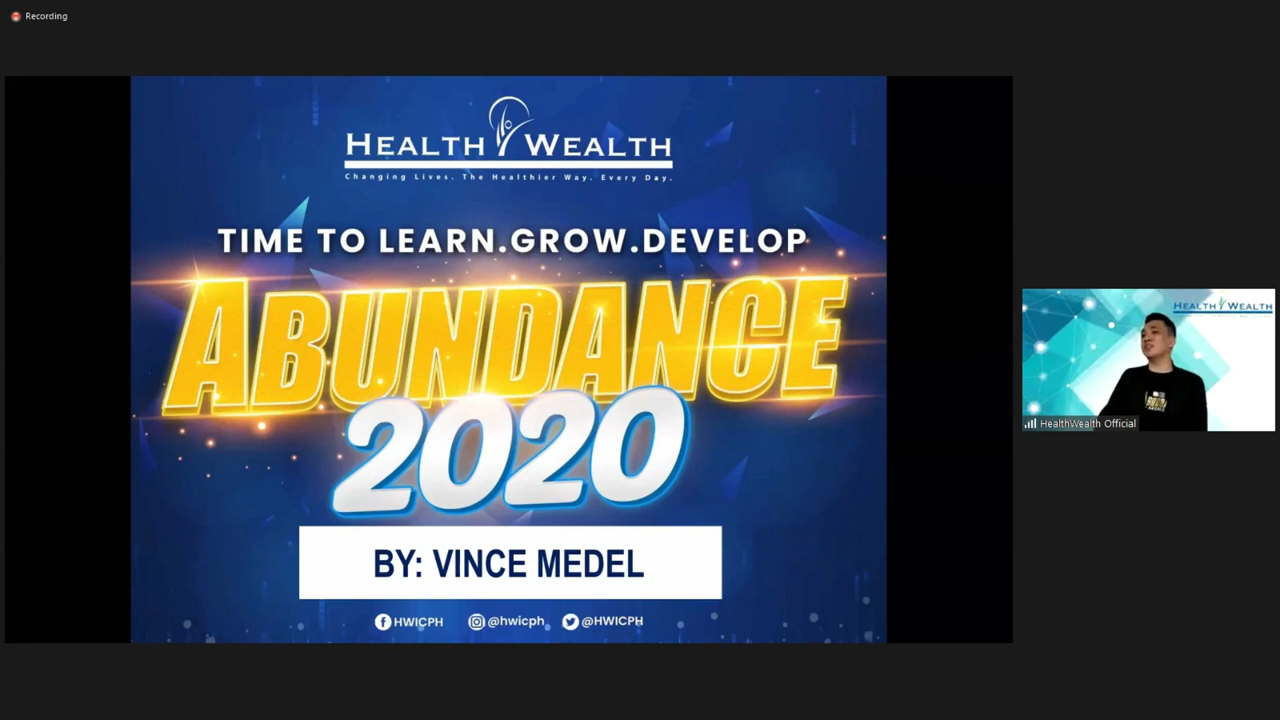 Recording
HEALTH WEALTH
Changing Lives. The Healthier Way. Every Day.
TIME TO LEARN.GROW.DEVELOP
ABUNDANCE
2020
BY: VINCE MEDEL
HWICPH @hwicph @HWICPH
HEALTH WEALTH
HealthWealth Official